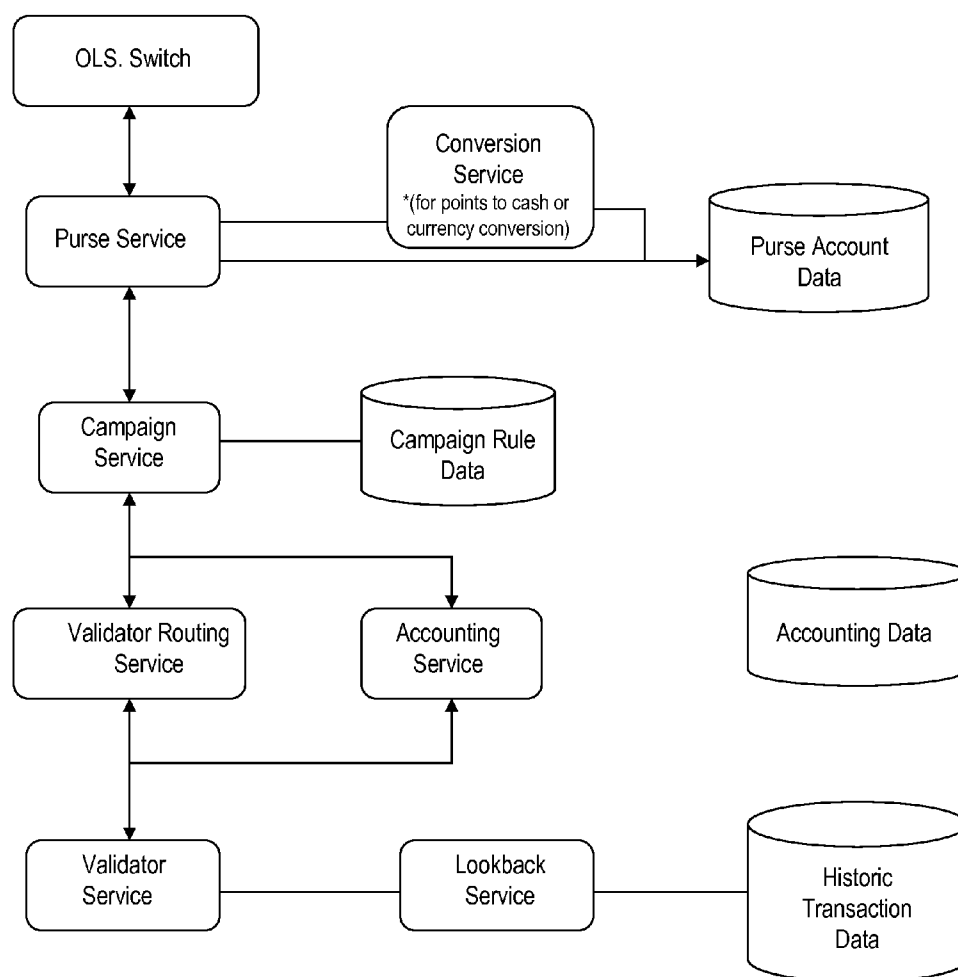 OLS. Switch
Conversion
Service
*(for points to cash or
currency conversion)
Purse Service
Purse Account
Data
Campaign
Service
Campaign Rule
Data
Validator Routing
Service
Accounting
Service
Accounting Data
Validator
Service
Lookback
Service
Historic
Transaction
Data